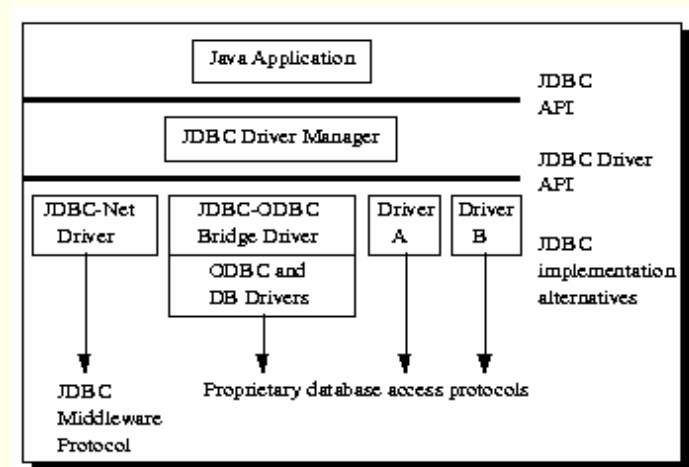 Java Application
JDBC
API
JDBC Driver Manager
JDBC Driver
API
JDBC-Net
Driver
JDBC-ODBC
Bridge Driver
ODBC and
DB Drivers
Driver
A
Driver
B
JDBC
implementation
alternatives
JDBC
Middleware
Protocol
Proprietary database access protocols